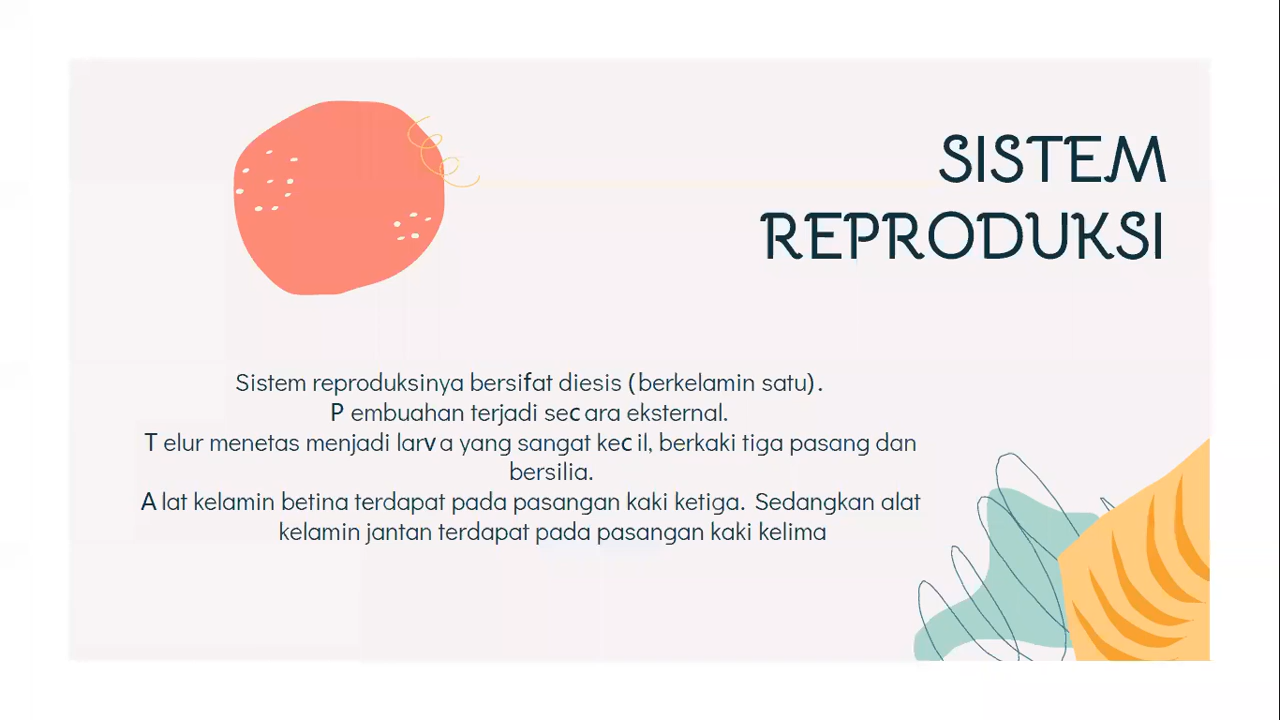 SISTEM
REPRODUKSI
Sistem reproduksinya bersifat diesis (berkelamin satu).
P embuahan terjadi sec ara eksternal.
T elur menetas menjadi larv a yang sangat kec il, berkaki tiga pasang dan
bersilia.
A lat kelamin betina terdapat pada pasangan kaki ketiga. Sedangkan alat
kelamin jantan terdapat pada pasangan kaki kelima